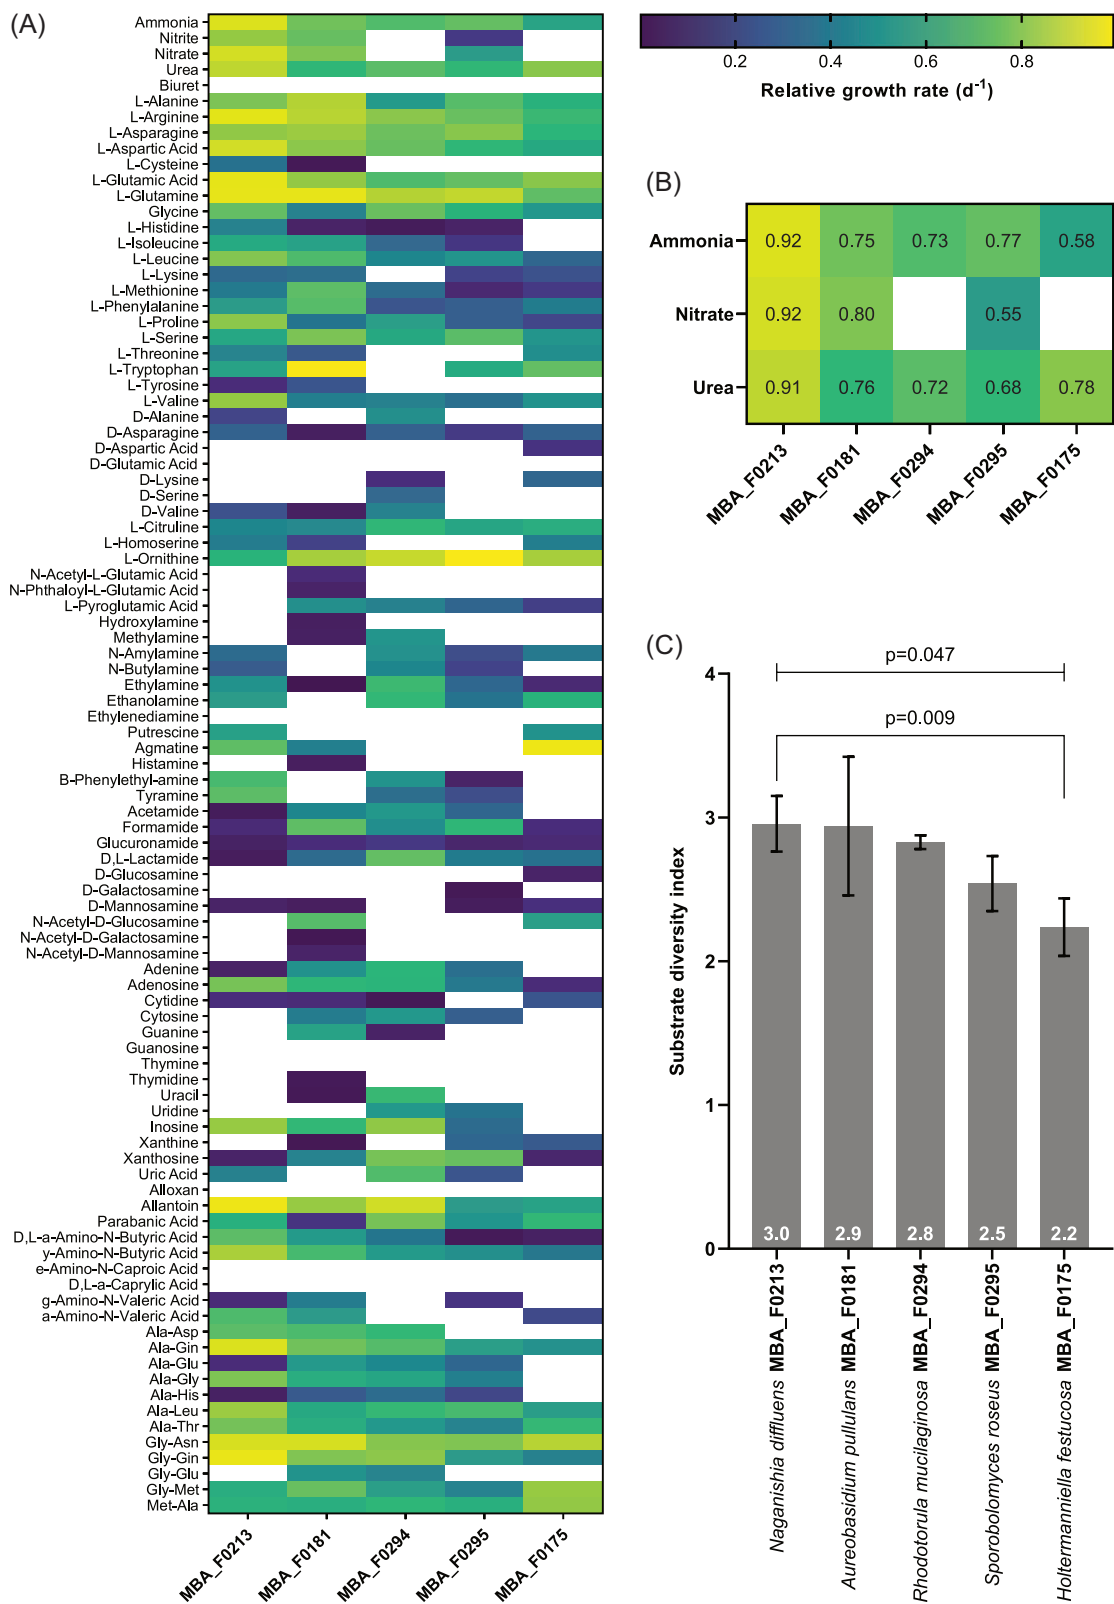 (A)
Ammonia
Nitrite
Nitrate
Urea
Biuret
L-Alanine
L-Arginine
L-Asparagine
L-Aspartic Acid
L-Cysteine
L-Glutamic Acid
L-Glutamine
Glycine
L-Histidine
L-Isoleucine
L-Leucine
L-Lysine
L-Methionine
L-Phenylalanine
L-Proline
L-Serine
L-Threonine
L-Tryptophan
L-Tyrosine
L-Valine
D-Alanine
D-Asparagine
D-Aspartic Acid
D-Glutamic Acid
D-Lysine
D-Serine
D-Valine
L-Citruline
L-Homoserine
L-Ornithine
N-Acetyl-L-Glutamic Acid
N-Phthaloyl-L-Glutamic Acid
L-Pyroglutamic Acid
Hydroxylamine
Methylamine
N-Amylamine
N-Butylamine
Ethylamine
Ethanolamine
Ethylenediamine
Putrescine
Agmatine
Histamine
B-Phenylethyl-amine
Tyramine
Acetamide
Formamide
Glucuronamide
D,L-Lactamide
D-Glucosamine
D-Galactosamine
D-Mannosamine
N-Acetyl-D-Glucosamine
N-Acetyl-D-Galactosamine
N-Acetyl-D-Mannosamine
Adenine
Adenosine
Cytidine
Cytosine
Guanine
Guanosine
Thymine
Thymidine
Uracil
Uridine
Inosine
Xanthine
Xanthosine
Uric Acid
Alloxan
Allantoin
Parabanic Acid
D,L-a-Amino-N-Butyric Acid
y-Amino-N-Butyric Acid
e-Amino-N-Caproic Acid
D,L-a-Caprylic Acid
g-Amino-N-Valeric Acid
a-Amino-N-Valeric Acid
Ala-Asp
Ala-Gin
Ala-Glu
Ala-Gly
Ala-His
Ala-Leu
Ala-Thr
Gly-Asn
Gly-Gin
Gly-Glu
Gly-Met
Met-Ala
MBA_F0213 MBA_F0181 MBA_F0294 MBA_F0295 MBA_F0175
0.2 0.4 0.6 0.8
Relative growth rate (d⁻¹)
(B)
Ammonia 0.92 0.75 0.73 0.77 0.58
Nitrate 0.92 0.80 0.55
Urea 0.91 0.76 0.72 0.68 0.78
MBA_F0213 MBA_F0181 MBA_F0294 MBA_F0295 MBA_F0175
(C)
p=0.047
p=0.009
Substrate diversity index
4
3
2
1
0
3.0 2.9 2.8 2.5 2.2
Naganishia diffluens MBA_F0213
Aureobasidium pullulans MBA_F0181
Rhodotorula mucilaginosa MBA_F0294
Sporobolomyces roseus MBA_F0295
Holtermanniella festucosa MBA_F0175